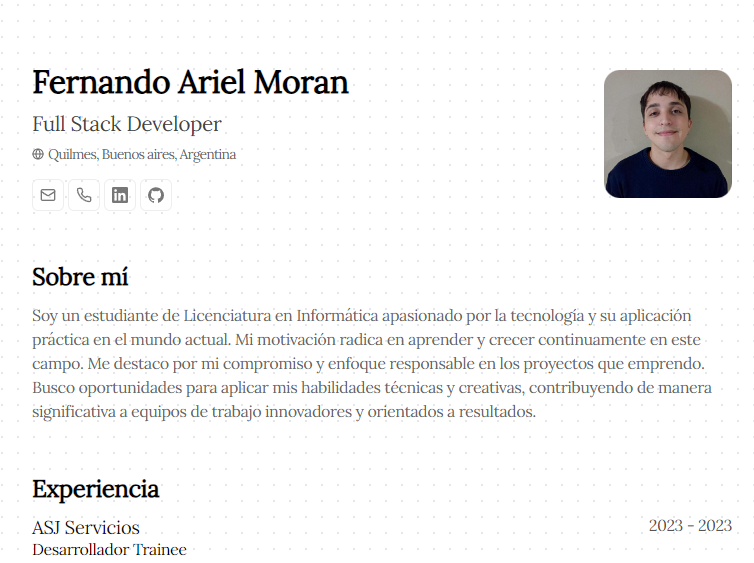 Fernando Ariel Moran
Full Stack Developer
Quilmes, Buenos aires, Argentina
Sobre mí
Soy un estudiante de Licenciatura en Informática apasionado por la tecnología y su aplicación
práctica en el mundo actual. Mi motivación radica en aprender y crecer continuamente en este
campo. Me destaco por mi compromiso y enfoque responsable en los proyectos que emprendo.
Busco oportunidades para aplicar mis habilidades técnicas y creativas, contribuyendo de manera
significativa a equipos de trabajo innovadores y orientados a resultados.
Experiencia
ASJ Servicios
2023 - 2023
Desarrollador Trainee